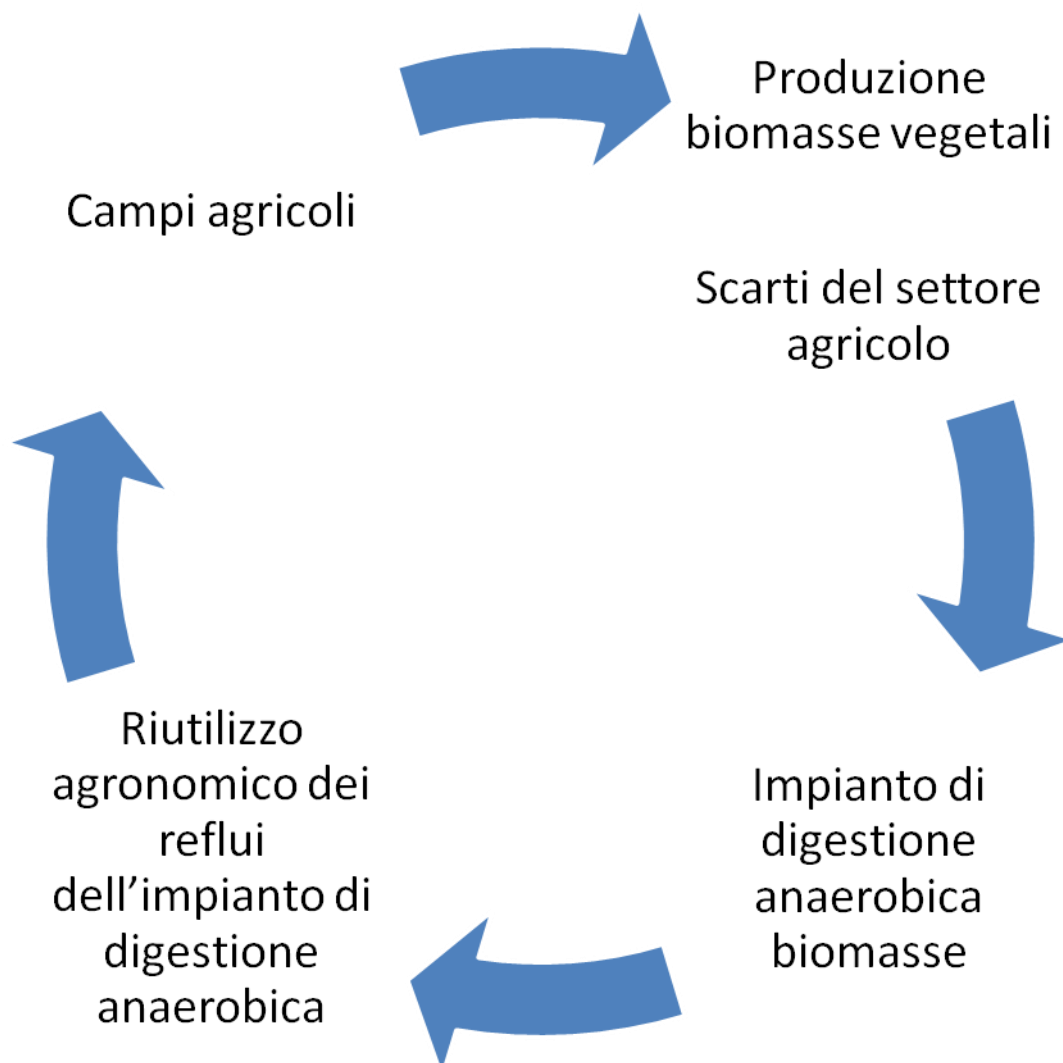 Produzione
biomasse vegetali
Campi agricoli
Scarti del settore
agricolo
Impianto di
digestione
anaerobica
biomasse
Riutilizzo
agronomico dei
reflui
dell’impianto di
digestione
anaerobica